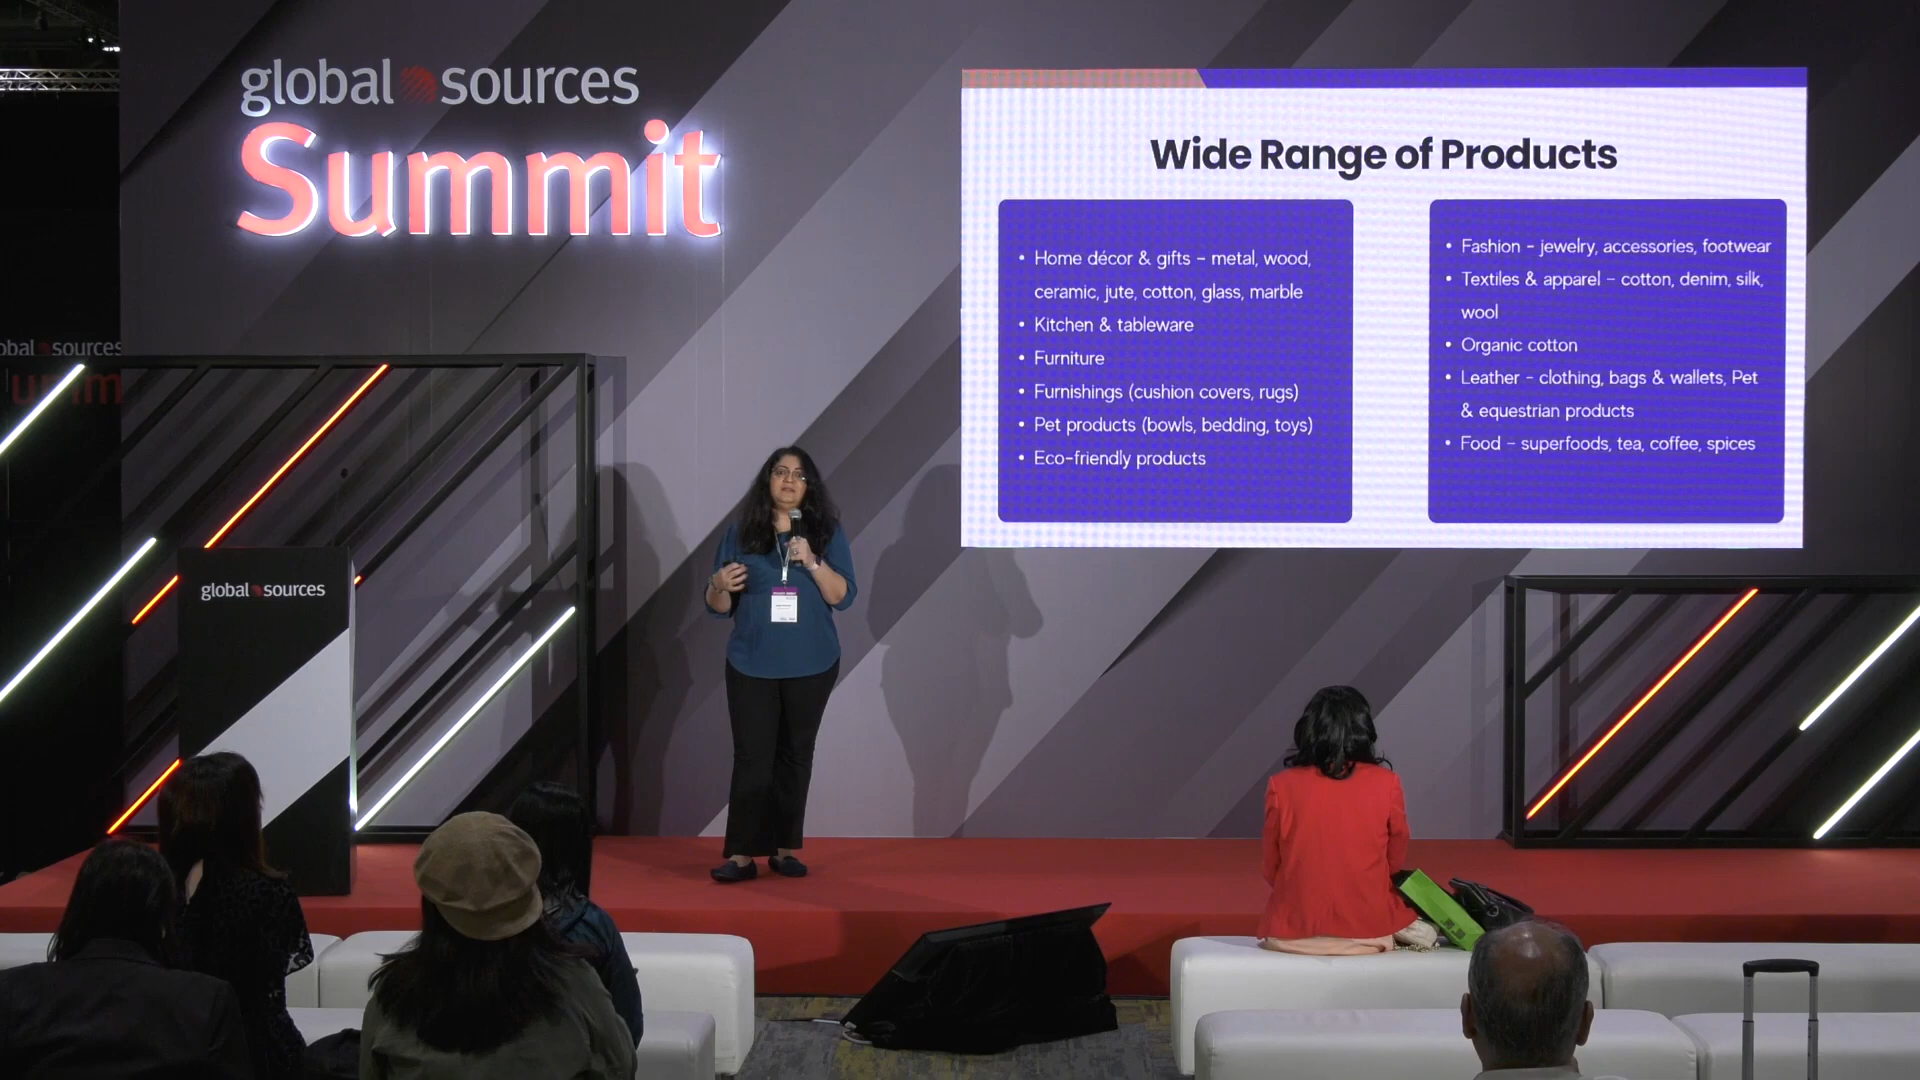 global sources
Summit
Wide Range of Products
• Home décor & gifts – metal, wood,
ceramic, jute, cotton, glass, marble
• Kitchen & tableware
• Furniture
• Furnishings (cushion covers, rugs)
• Pet products (bowls, bedding, toys)
• Eco-friendly products
• Fashion - jewelry, accessories, footwear
• Textiles & apparel – cotton, denim, silk,
wool
• Organic cotton
• Leather - clothing, bags & wallets, Pet
& equestrian products
• Food - superfoods, tea, coffee, spices
obal sources
umm
global sources